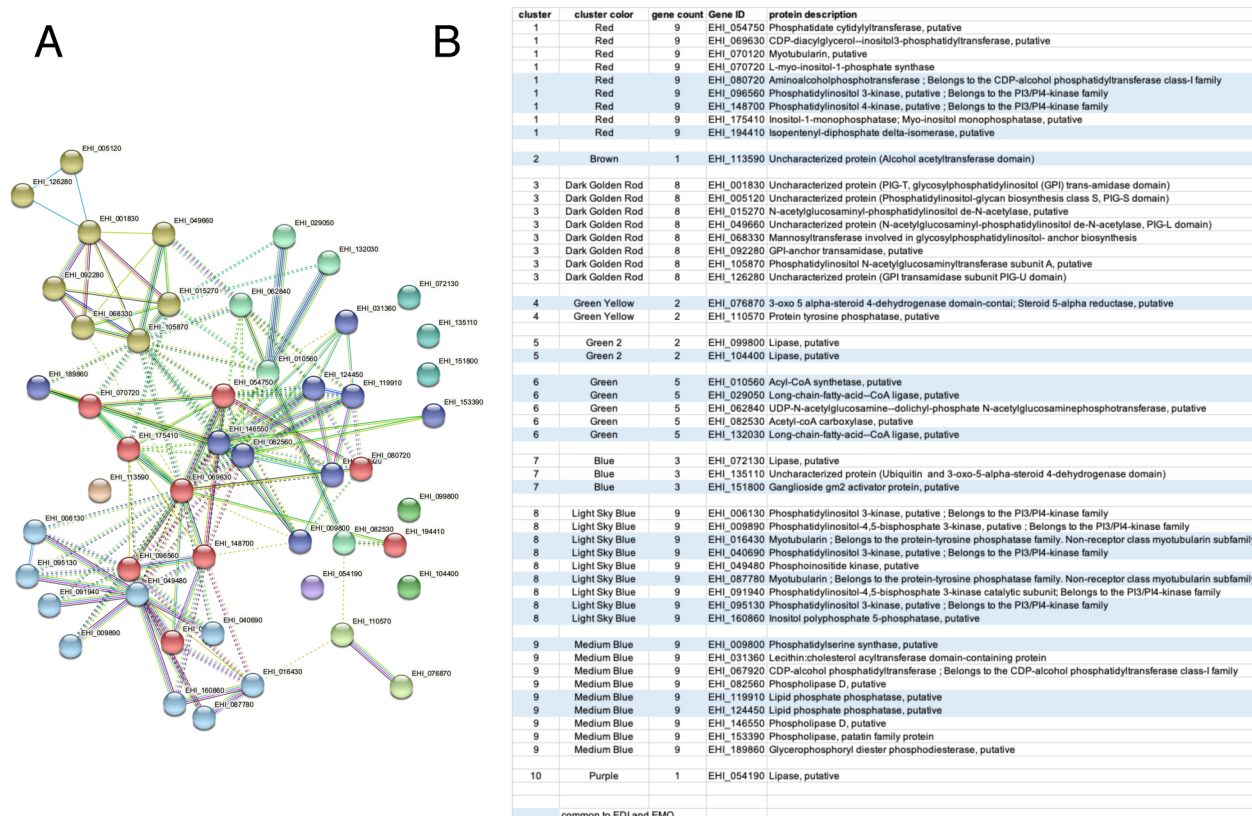 A
B
EHI_005120
EHI_126280
EHI_001830
EHI_049660
EHI_029050
EHI_132030
EHI_092280
EHI_015270
EHI_062840
EHI_072130
EHI_068330
EHI_031360
EHI_105870
EHI_135110
EHI_010560
EHI_151800
EHI_189860
EHI_054750
EHI_124450
EHI_119910
EHI_070720
EHI_153390
EHI_146550
EHI_175410
EHI_082560
EHI_080720
EHI_113590
EHI_069630
EHI_099800
EHI_006130
EHI_009800
EHI_082530
EHI_194410
EHI_148700
EHI_096560
EHI_095130
EHI_049480
EHI_054190
EHI_104400
EHI_091940
EHI_040690
EHI_110570
EHI_009890
EHI_016430
EHI_076870
EHI_160860
EHI_087780
cluster cluster color gene count Gene ID protein description
1 Red 9 EHI_054750 Phosphatidate cytidylyltransferase, putative
1 Red 9 EHI_069630 CDP-diacylglycerol--inositol3-phosphatidyltransferase, putative
1 Red 9 EHI_070120 Myotubularin, putative
1 Red 9 EHI_070720 L-myo-inositol-1-phosphate synthase
1 Red 9 EHI_080720 Aminoalcoholphosphotransferase ; Belongs to the CDP-alcohol phosphatidyltransferase class-I family
1 Red 9 EHI_096560 Phosphatidylinositol 3-kinase, putative ; Belongs to the PI3/PI4-kinase family
1 Red 9 EHI_148700 Phosphatidylinositol 4-kinase, putative ; Belongs to the PI3/PI4-kinase family
1 Red 9 EHI_175410 Inositol-1-monophosphatase; Myo-inositol monophosphatase, putative
1 Red 9 EHI_194410 Isopentenyl-diphosphate delta-isomerase, putative
2 Brown 1 EHI_113590 Uncharacterized protein (Alcohol acetyltransferase domain)
3 Dark Golden Rod 8 EHI_001830 Uncharacterized protein (PIG-T, glycosylphosphatidylinositol (GPI) trans-amidase domain)
3 Dark Golden Rod 8 EHI_005120 Uncharacterized protein (Phosphatidylinositol-glycan biosynthesis class S, PIG-S domain)
3 Dark Golden Rod 8 EHI_015270 N-acetylglucosaminyl-phosphatidylinositol de-N-acetylase, putative
3 Dark Golden Rod 8 EHI_049660 Uncharacterized (N-acetylglucosaminyl-phosphatidylinositol de-N-acetylase, PIG-L domain)
3 Dark Golden Rod 8 EHI_068330 Mannosyltransferase involved in glycosylphosphatidylinositol- anchor biosynthesis
3 Dark Golden Rod 8 EHI_092280 GPI-anchor transamidase, putative
3 Dark Golden Rod 8 EHI_105870 Phosphatidylinositol N-acetylglucosaminyltransferase subunit A, putative
3 Dark Golden Rod 8 EHI_126280 Uncharacterized protein (GPI transamidase subunit PIG-U domain)
4 Green Yellow 2 EHI_076870 3-oxo 5 alpha-steroid 4-dehydrogenase domain-contai; Steroid 5-alpha reductase, putative
4 Green Yellow 2 EHI_110570 Protein tyrosine phosphatase, putative
5 Green 2 2 EHI_099800 Lipase, putative
5 Green 2 2 EHI_104400 Lipase, putative
6 Green 5 EHI_010560 Acyl-CoA synthetase, putative
6 Green 5 EHI_029050 Long-chain-fatty-acid--CoA ligase, putative
6 Green 5 EHI_062840 UDP-N-acetylglucosamine--dolichyl-phosphate N-acetylglucosaminephosphotransferase, putative
6 Green 5 EHI_082530 Acetyl-coA carboxylase, putative
6 Green 5 EHI_132030 Long-chain-fatty-acid--CoA ligase, putative
7 Blue 3 EHI_072130 Lipase, putative
7 Blue 3 EHI_135110 Uncharacterized protein (Ubiquitin and 3-oxo-5-alpha-steroid 4-dehydrogenase domain)
7 Blue 3 EHI_151800 Ganglioside gm2 activator protein, putative
8 Light Sky Blue 9 EHI_006130 Phosphatidylinositol 3-kinase, putative ; Belongs to the PI3/PI4-kinase family
8 Light Sky Blue 9 EHI_009890 Phosphatidylinositol-4,5-bisphosphate 3-kinase, putative ; Belongs to the PI3/PI4-kinase family
8 Light Sky Blue 9 EHI_016430 Myotubularin ; Belongs to the protein-tyrosine phosphatase family. Non-receptor class myotubularin subfamily
8 Light Sky Blue 9 EHI_040690 Phosphatidylinositol 3-kinase, putative ; Belongs to the PI3/PI4-kinase family
8 Light Sky Blue 9 EHI_049480 Phosphoinositide kinase, putative
8 Light Sky Blue 9 EHI_087780 Myotubularin ; Belongs to the protein-tyrosine phosphatase family. Non-receptor class myotubularin subfamily
8 Light Sky Blue 9 EHI_091940 Phosphatidylinositol-4,5-bisphosphate 3-kinase catalytic subunit; Belongs to the PI3/PI4-kinase family
8 Light Sky Blue 9 EHI_095130 Phosphatidylinositol 3-kinase, putative ; Belongs to the PI3/PI4-kinase family
8 Light Sky Blue 9 EHI_160860 Inositol polyphosphate 5-phosphatase, putative
9 Medium Blue 9 EHI_009800 Phosphatidylserine synthase, putative
9 Medium Blue 9 EHI_031360 Lecithin:cholesterol acyltransferase domain-containing protein
9 Medium Blue 9 EHI_067920 CDP-alcohol phosphatidyltransferase ; Belongs to the CDP-alcohol phosphatidyltransferase class-I family
9 Medium Blue 9 EHI_082560 Phospholipase D, putative
9 Medium Blue 9 EHI_119910 Lipid phosphate phosphatase, putative
9 Medium Blue 9 EHI_124450 Lipid phosphate phosphatase, putative
9 Medium Blue 9 EHI_146550 Phospholipase D, putative
9 Medium Blue 9 EHI_153390 Phospholipase, patatin family protein
9 Medium Blue 9 EHI_189860 Glycerophosphoryl diester phosphodiesterase, putative
10 Purple 1 EHI_054190 Lipase, putative
common to EDI and EMO